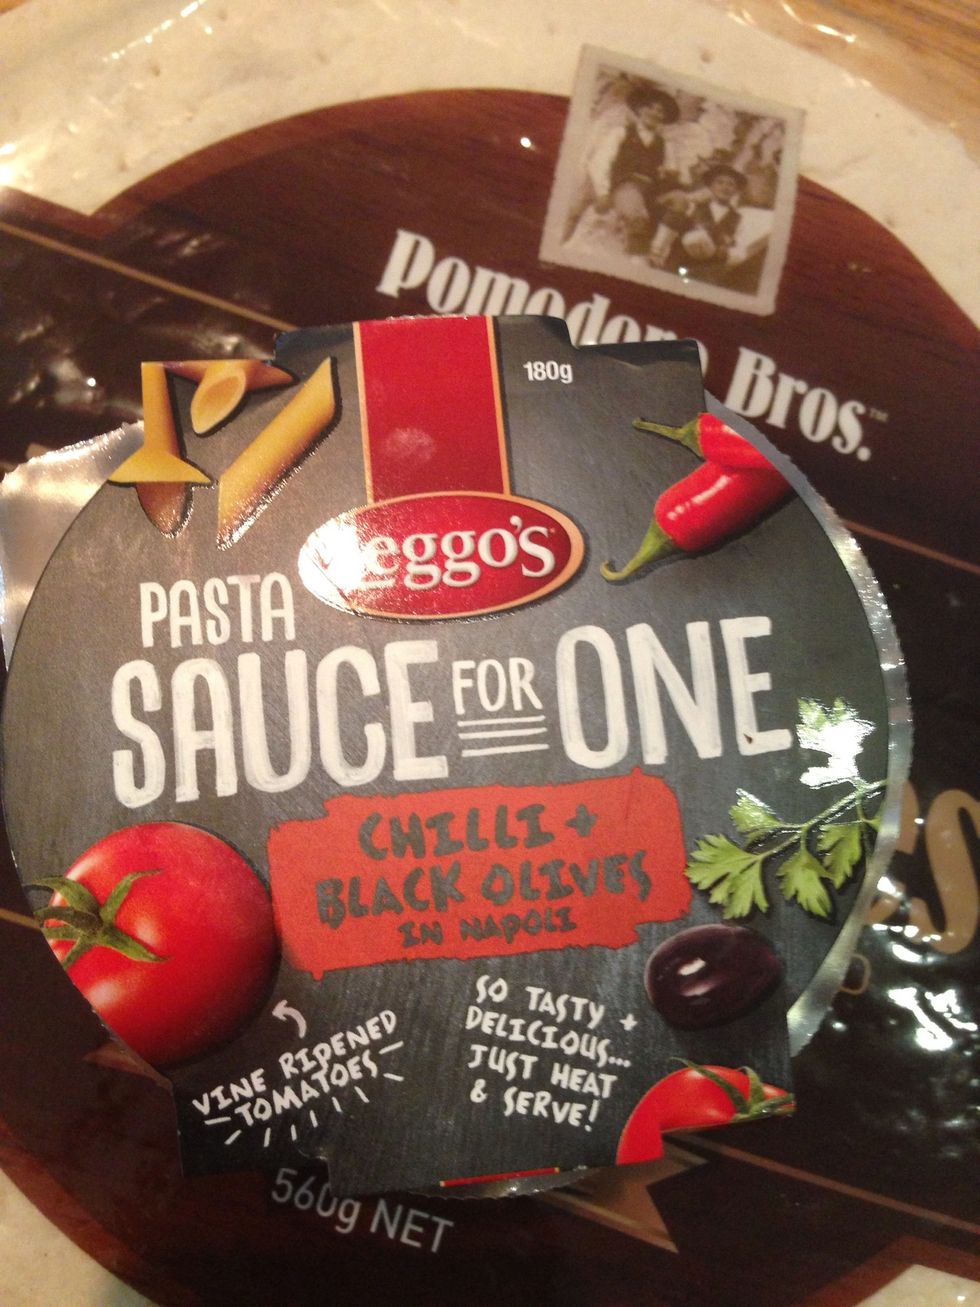 Pomodoro Bros.™
180g
Leggo's
PASTA
SAUCE FOR ONE
CHILLI +
BLACK OLIVES
IN NAPOLI
VINE RIPENED
TOMATOES
SO TASTY +
DELICIOUS...
JUST HEAT
& SERVE!
560g NET